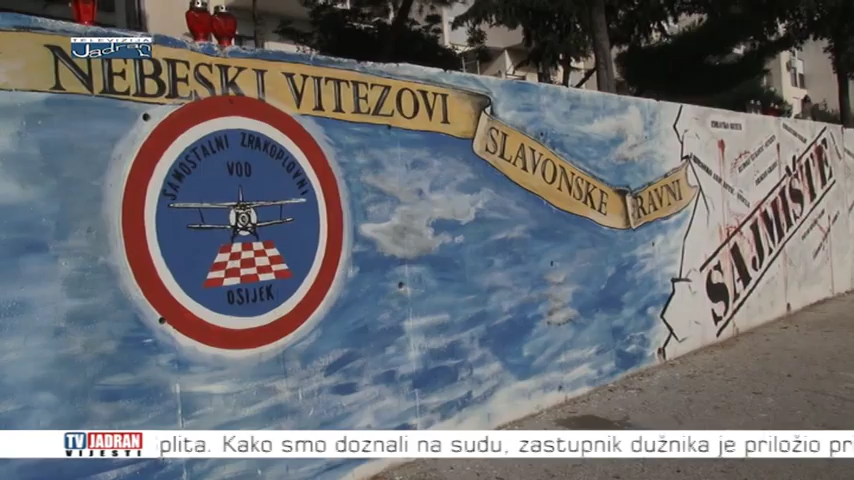 TELEVIZIJA
Jadran
NEBESKI VITEZOVI
SLAVONSKE
RAVNI
SAMOSTALNI ZRAKOPLOVNI
VOD
OSIJEK
SAJMIŠTE
TV JADRAN
VIJESTI
plita. Kako smo doznali na sudu, zastupnik dužnika je priložio pr